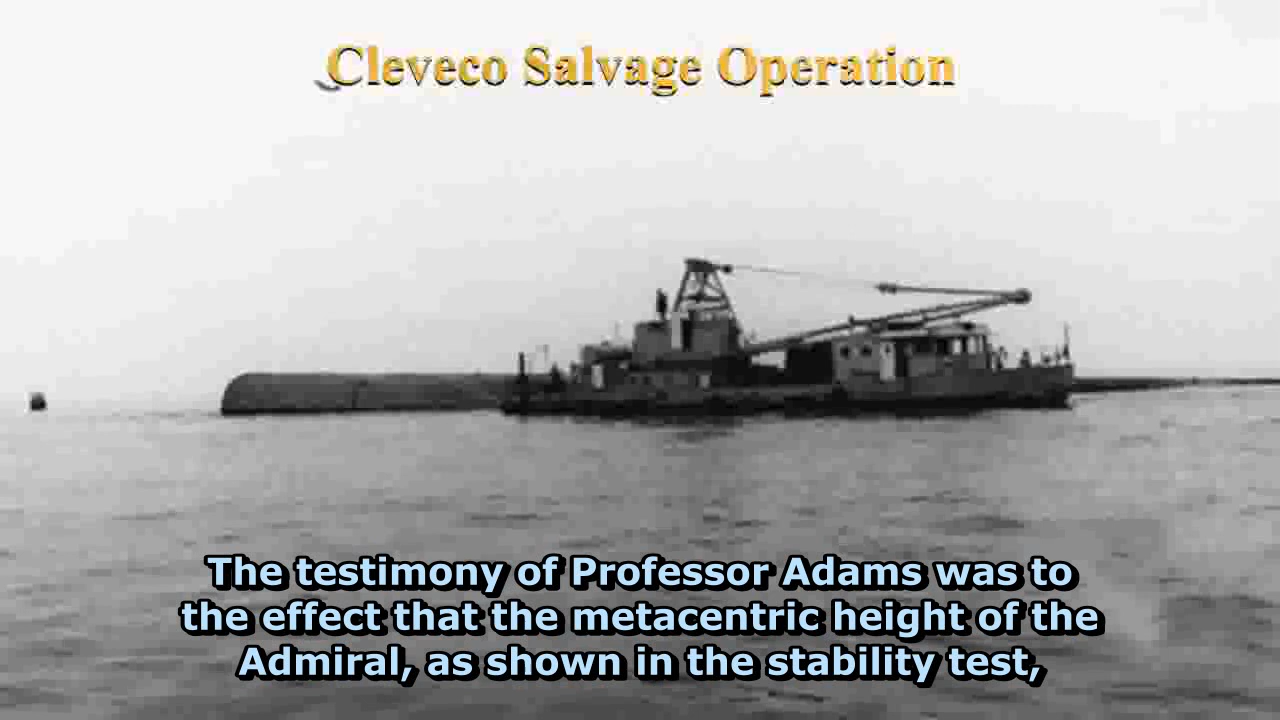 Cleveco Salvage Operation
The testimony of Professor Adams was to
the effect that the metacentric height of the
Admiral, as shown in the stability test,